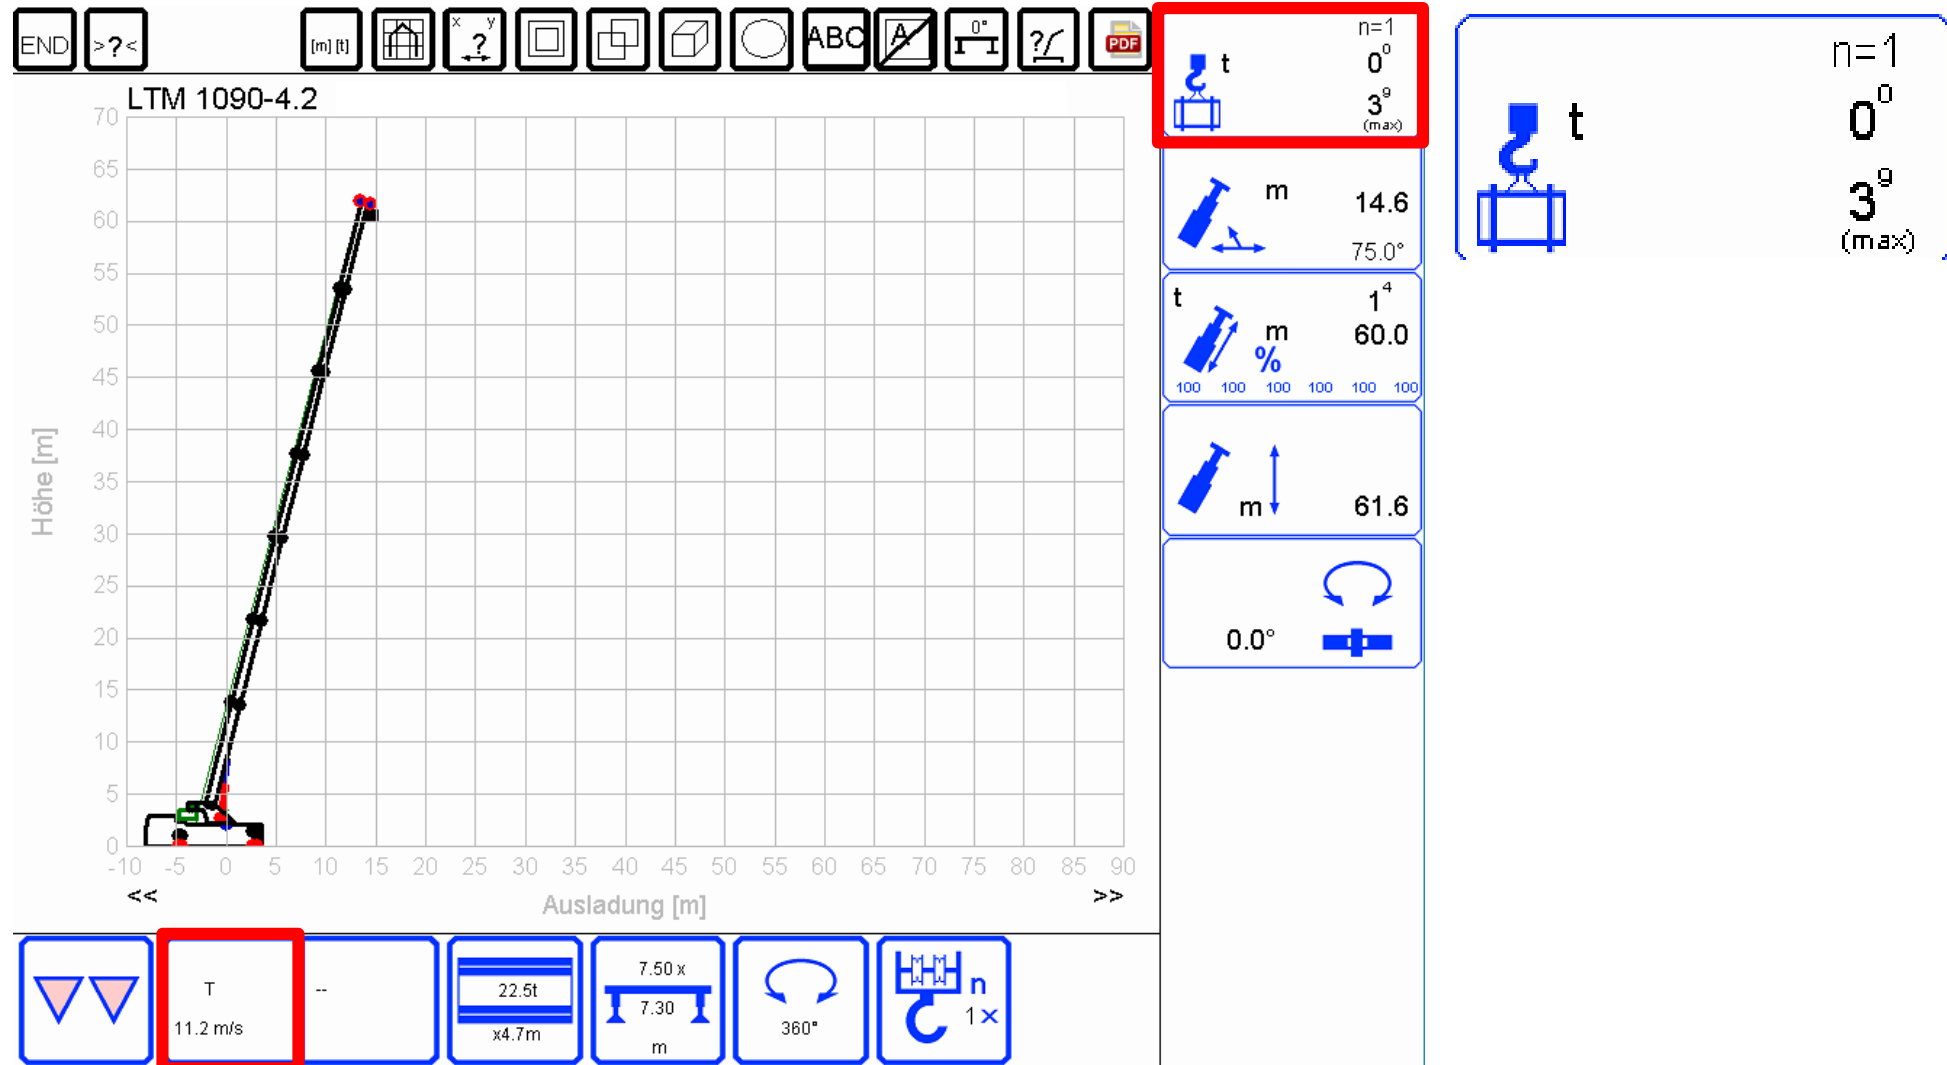 END >?< [m] [t] x y ? ABC A 0° ?/ PDF
LTM 1090-4.2
70
65
60
55
50
45
40
35
30
25
20
15
10
5
0
Höhe [m]
-10 -5 0 5 10 15 20 25 30 35 40 45 50 55 60 65 70 75 80 85 90
<< >>
Ausladung [m]
n=1
t 0⁰
3⁹
(max)
m 14.6
75.0°
t 1⁴
m 60.0
%
100 100 100 100 100 100
m 61.6
0.0°
n=1
t 0⁰
3⁹
(max)
T
11.2 m/s
--
22.5t
x4.7m
7.50 x
7.30
m
360°
n
1 x